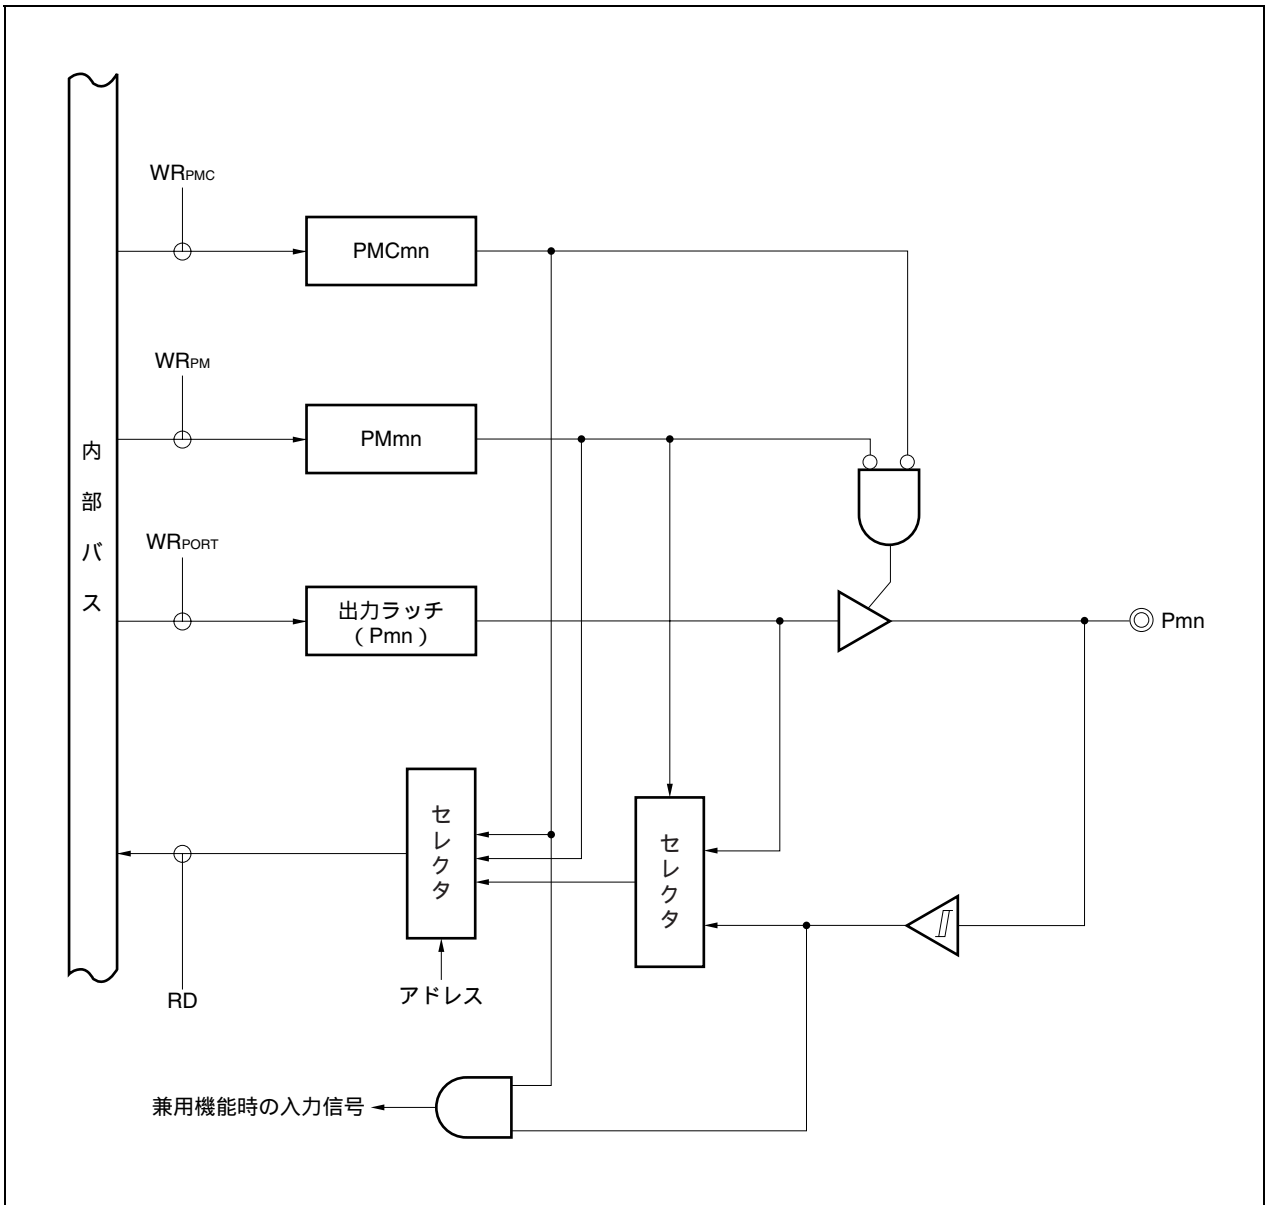 WRPMC
PMCmn
WRPM
PMmn
内部バス
WRPORT
出力ラッチ
（Pmn）
Pmn
セレクタ
セレクタ
RD
アドレス
兼用機能時の入力信号